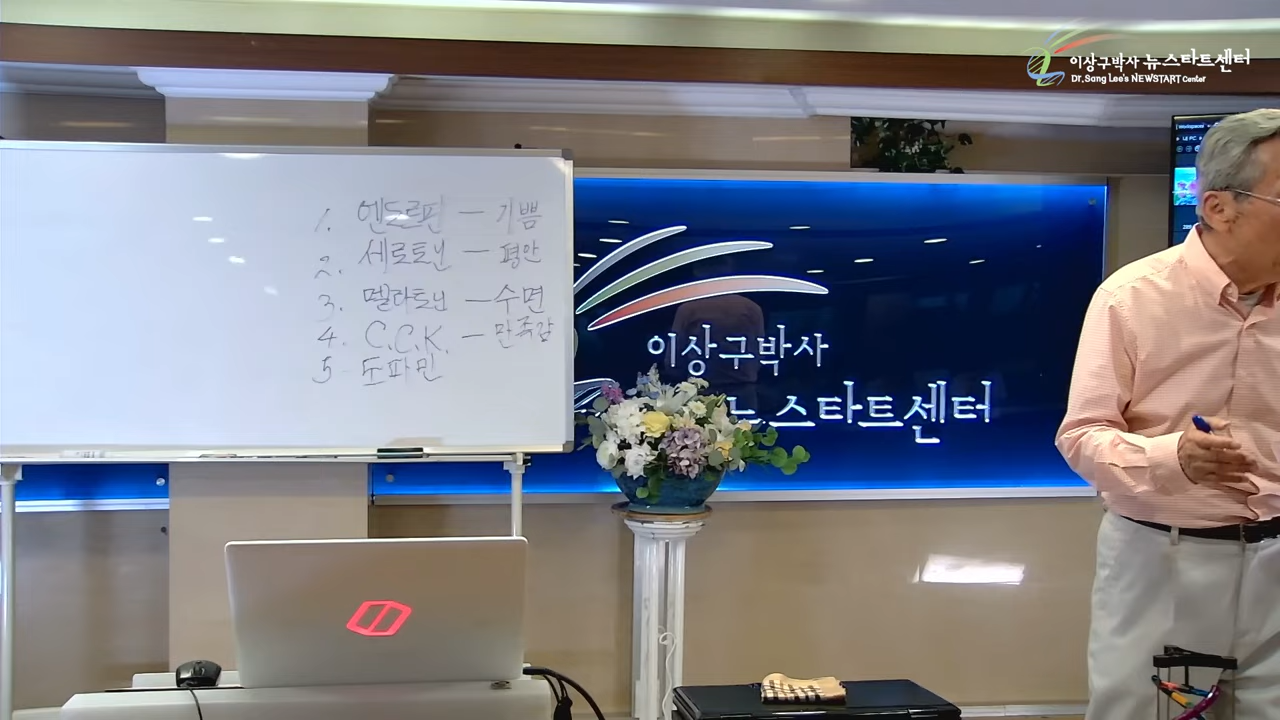 이상구박사 뉴스타트센터
Dr. Sang Lee's NEWSTART Center
1. 엔도르핀 — 기쁨
2. 세로토닌 — 평안
3. 멜라토닌 — 수면
4. C.C.K. — 만족감
5 도파민
이상구박사
뉴스타트센터